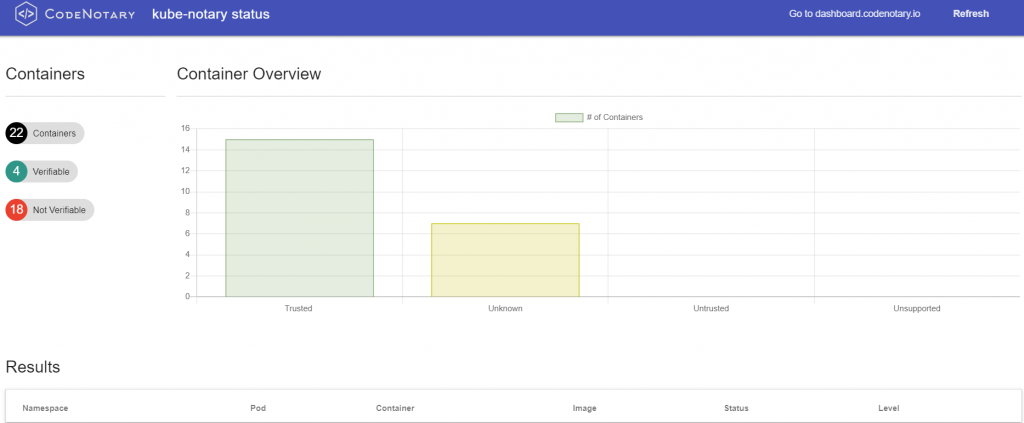 CODENOTARY kube-notary status Go to dashboard.codenotary.io Refresh
Containers
22 Containers
4 Verifiable
18 Not Verifiable
Container Overview
# of Containers
16
14
12
10
8
6
4
2
0
Trusted Unknown Untrusted Unsupported
Results
Namespace Pod Container Image Status Level